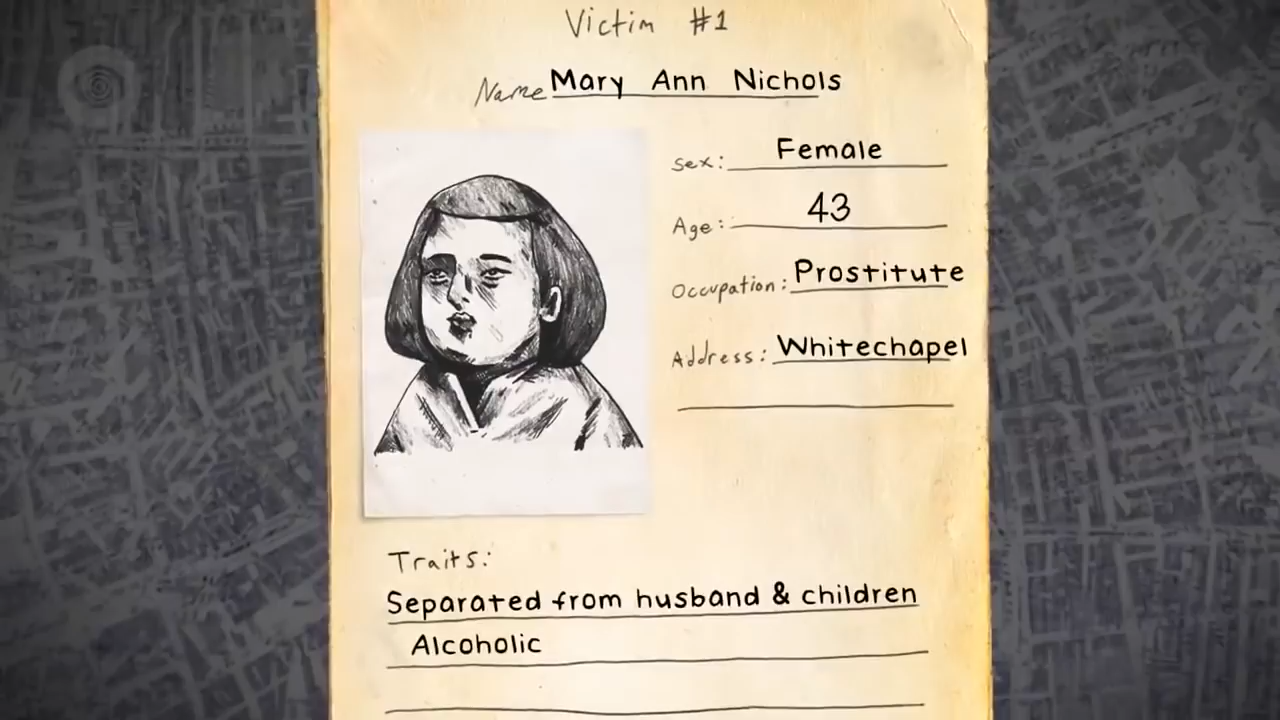 Victim #1
Name Mary Ann Nichols
Sex: Female
Age: 43
Occupation: Prostitute
Address: Whitechapel
Traits:
Separated from husband & children
Alcoholic